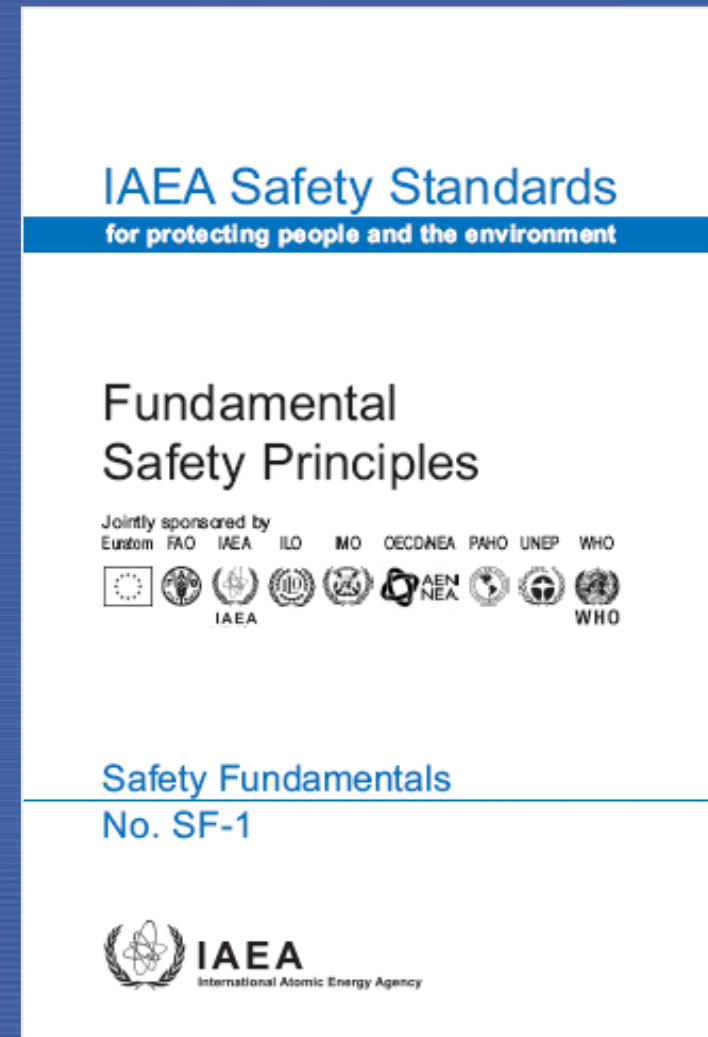 IAEA Safety Standards
for protecting people and the environment
Fundamental
Safety Principles
Jointly sponsored by
Euratom FAO IAEA ILO IMO OECD/NEA PAHO UNEP WHO
AEN
NEA
IAEA
WHO
Safety Fundamentals
No. SF-1
IAEA
International Atomic Energy Agency